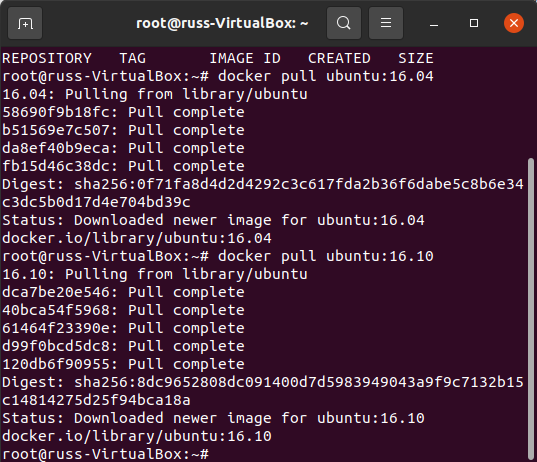 root@russ-VirtualBox: ~
REPOSITORY   TAG       IMAGE ID   CREATED   SIZE
root@russ-VirtualBox:~# docker pull ubuntu:16.04
16.04: Pulling from library/ubuntu
58690f9b18fc: Pull complete
b51569e7c507: Pull complete
da8ef40b9eca: Pull complete
fb15d46c38dc: Pull complete
Digest: sha256:0f71fa8d4d2d4292c3c617fda2b36f6dabe5c8b6e34
c3dc5b0d17d4e704bd39c
Status: Downloaded newer image for ubuntu:16.04
docker.io/library/ubuntu:16.04
root@russ-VirtualBox:~# docker pull ubuntu:16.10
16.10: Pulling from library/ubuntu
dca7be20e546: Pull complete
40bca54f5968: Pull complete
61464f23390e: Pull complete
d99f0bcd5dc8: Pull complete
120db6f90955: Pull complete
Digest: sha256:8dc9652808dc091400d7d5983949043a9f9c7132b15
c14814275d25f94bca18a
Status: Downloaded newer image for ubuntu:16.10
docker.io/library/ubuntu:16.10
root@russ-VirtualBox:~#